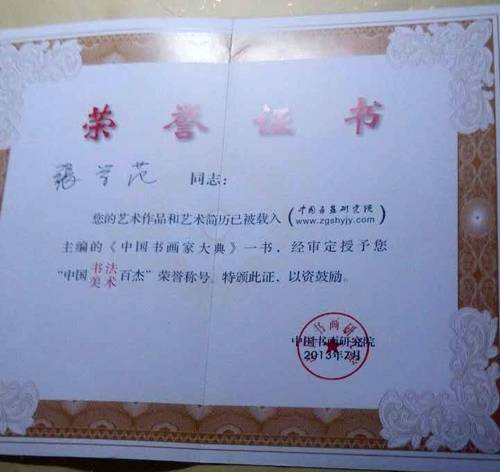 荣誉证书
张学范 同志：
您的艺术作品和艺术简历已被载入（中国书画研究院 www.zgshyjy.com）
主编的《中国书画家大典》一书，经审定授予您
“中国书法美术百杰”荣誉称号。特颁此证，以资鼓励。
中国书画研究院
2013年7月